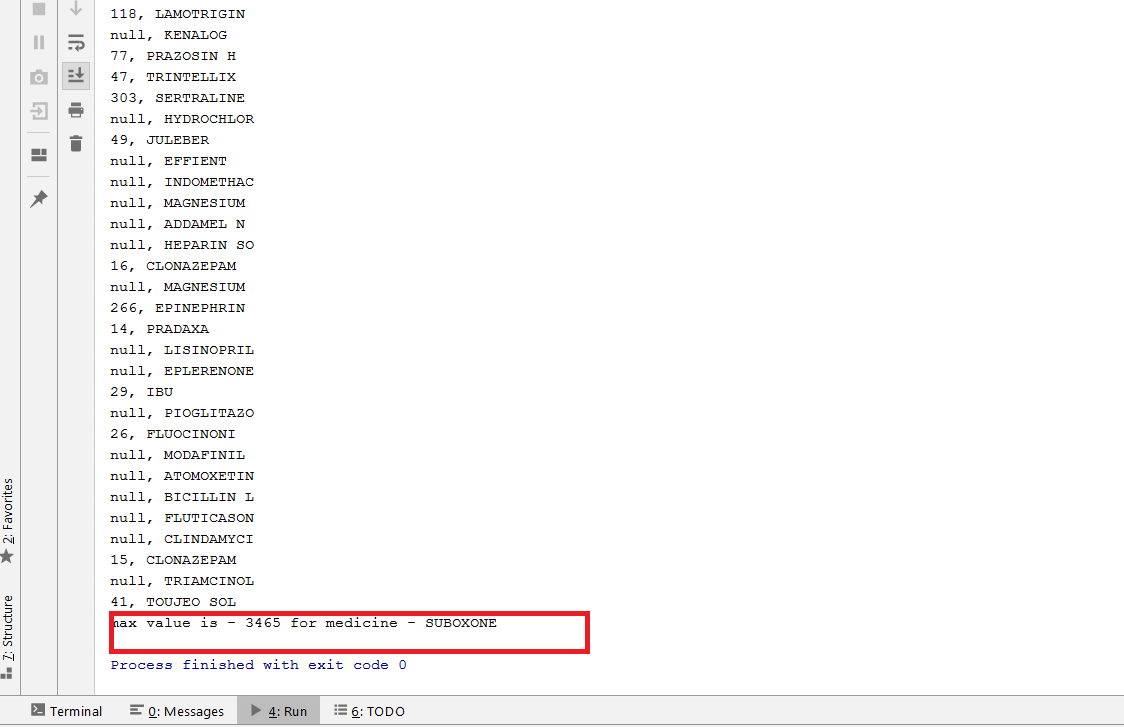 118, LAMOTRIGIN
null, KENALOG
77, PRAZOSIN H
47, TRINTELLIX
303, SERTRALINE
null, HYDROCHLOR
49, JULEBER
null, EFFIENT
null, INDOMETHAC
null, MAGNESIUM
null, ADDAMEL N
null, HEPARIN SO
16, CLONAZEPAM
null, MAGNESIUM
266, EPINEPHRIN
14, PRADAXA
null, LISINOPRIL
null, EPLERENONE
29, IBU
null, PIOGLITAZO
26, FLUOCINONI
null, MODAFINIL
null, ATOMOXETIN
null, BICILLIN L
null, FLUTICASON
null, CLINDAMYCI
15, CLONAZEPAM
null, TRIAMCINOL
41, TOUJEO SOL
max value is - 3465 for medicine - SUBOXONE
Process finished with exit code 0
2: Favorites
7: Structure
Terminal
0: Messages
4: Run
6: TODO